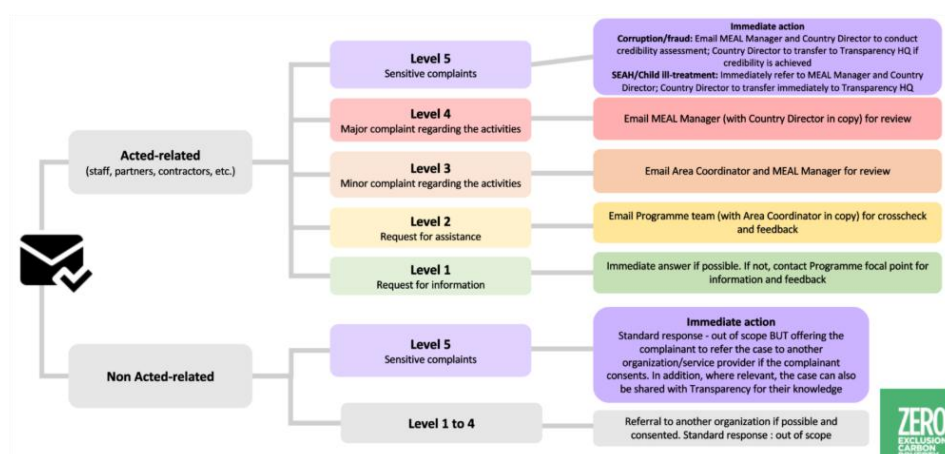 Immediate action
Corruption/fraud: Email MEAL Manager and Country Director to conduct
credibility assessment; Country Director to transfer to Transparency HQ if
credibility is achieved
SEAH/Child ill-treatment: Immediately refer to MEAL Manager and Country
Director; Country Director to transfer immediately to Transparency HQ
Level 5
Sensitive complaints
Level 4
Major complaint regarding the activities
Email MEAL Manager (with Country Director in copy) for review
Acted-related
(staff, partners, contractors, etc.)
Level 3
Minor complaint regarding the activities
Email Area Coordinator and MEAL Manager for review
Level 2
Request for assistance
Email Programme team (with Area Coordinator in copy) for crosscheck
and feedback
Level 1
Request for information
Immediate answer if possible. If not, contact Programme focal point for
information and feedback
Non Acted-related
Level 5
Sensitive complaints
Immediate action
Standard response - out of scope BUT offering the
complainant to refer the case to another
organization/service provider if the complainant
consents. In addition, where relevant, the case can also
be shared with Transparency for their knowledge
Level 1 to 4
Referral to another organization if possible and
consented. Standard response : out of scope
ZERO
EXCLUSION
CARBON